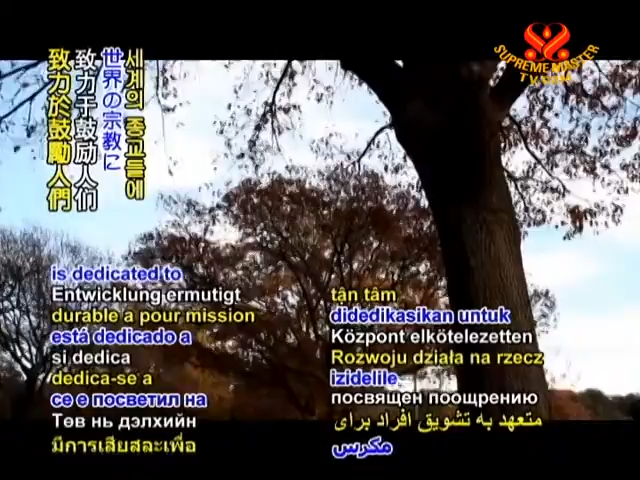 SUPREME MASTER
TV.COM
세계의 종교들에
世界の宗教に
致力于鼓励人们
致力於鼓勵人們
is dedicated to
Entwicklung ermutigt
durable a pour mission
está dedicado a
si dedica
dedica-se a
се е посветил на
Төв нь дэлхийн
มีการเสียสละเพื่อ
tận tâm
didedikasikan untuk
Központ elkötelezetten
Rozwoju działa na rzecz
izidelile
посвящён поощрению
متعهد به تشویق افراد برای
مكرس